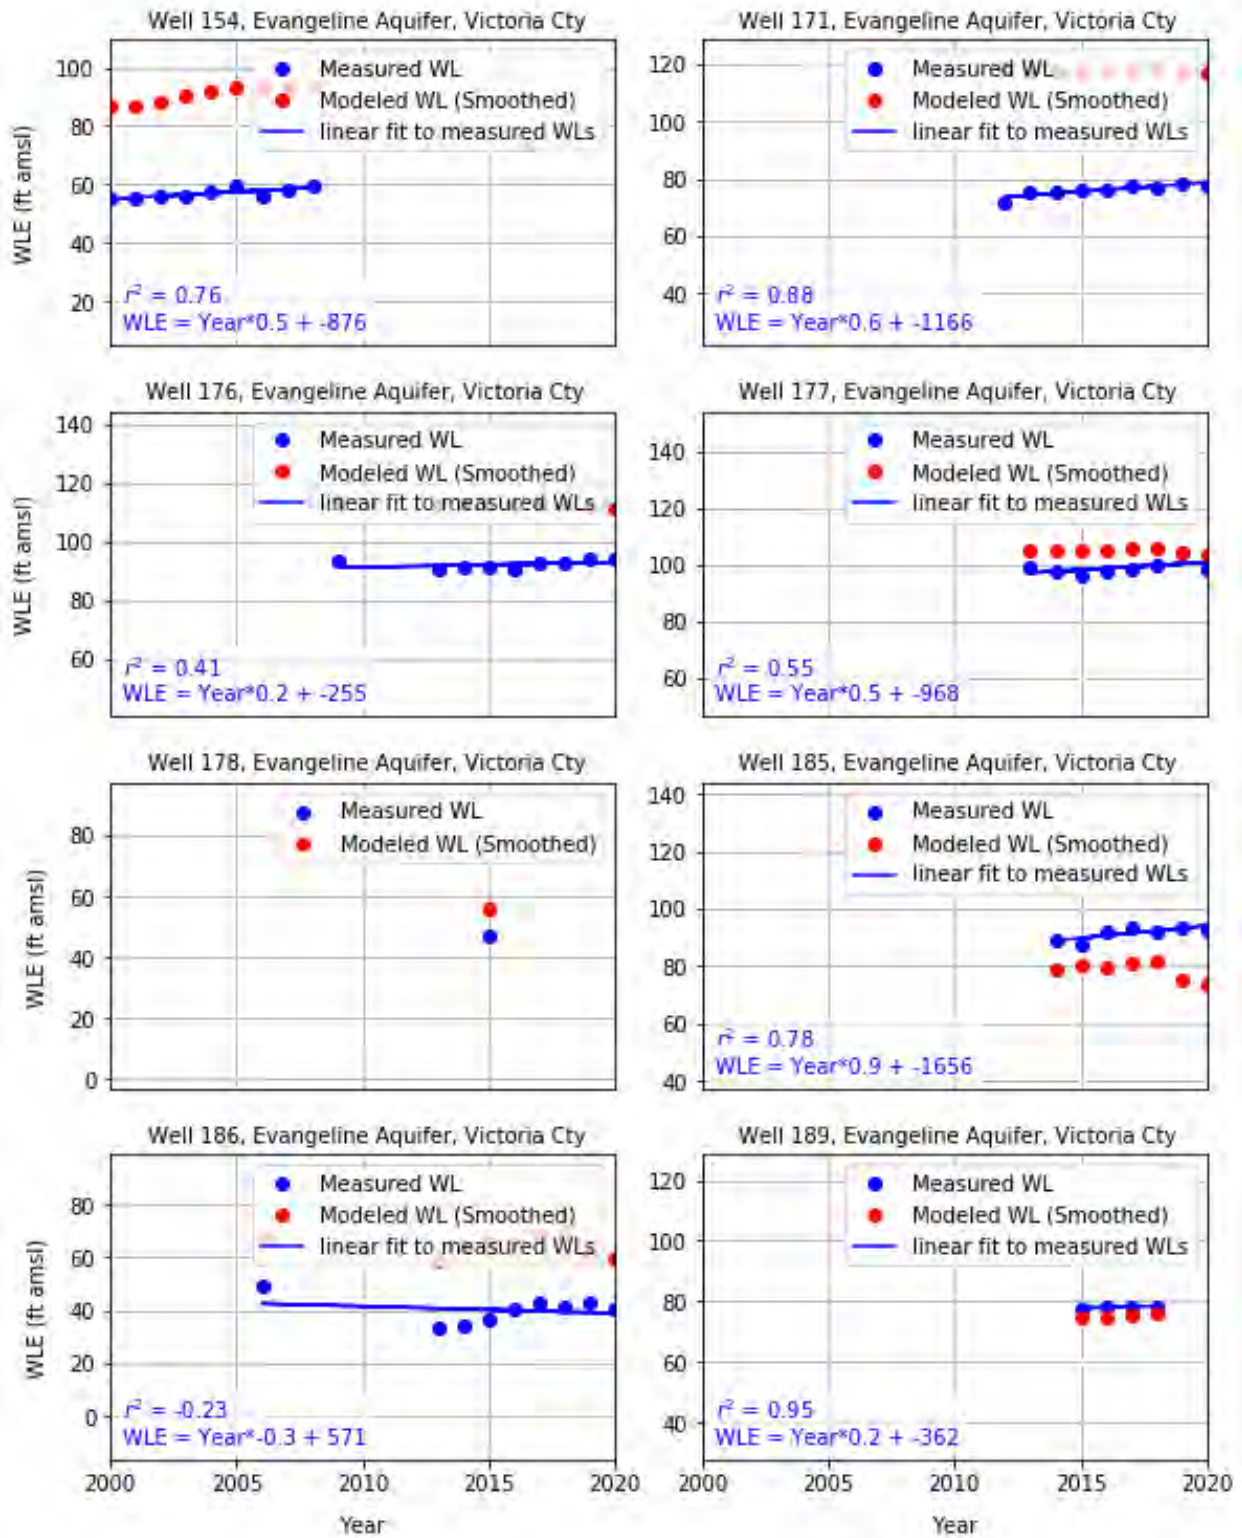 Well 154, Evangeline Aquifer, Victoria Cty
WLE (ft amsl)
100
80
60
40
20
Measured WL
Modeled WL (Smoothed)
linear fit to measured WLs
r² = 0.76
WLE = Year*0.5 + -876
Well 171, Evangeline Aquifer, Victoria Cty
120
100
80
60
40
Measured WL
Modeled WL (Smoothed)
linear fit to measured WLs
r² = 0.88
WLE = Year*0.6 + -1166
Well 176, Evangeline Aquifer, Victoria Cty
WLE (ft amsl)
140
120
100
80
60
Measured WL
Modeled WL (Smoothed)
linear fit to measured WLs
r² = 0.41
WLE = Year*0.2 + -255
Well 177, Evangeline Aquifer, Victoria Cty
140
120
100
80
60
Measured WL
Modeled WL (Smoothed)
linear fit to measured WLs
r² = 0.55
WLE = Year*0.5 + -968
Well 178, Evangeline Aquifer, Victoria Cty
WLE (ft amsl)
80
60
40
20
0
Measured WL
Modeled WL (Smoothed)
Well 185, Evangeline Aquifer, Victoria Cty
140
120
100
80
60
40
Measured WL
Modeled WL (Smoothed)
linear fit to measured WLs
r² = 0.78
WLE = Year*0.9 + -1656
Well 186, Evangeline Aquifer, Victoria Cty
WLE (ft amsl)
80
60
40
20
0
Measured WL
Modeled WL (Smoothed)
linear fit to measured WLs
r² = -0.23
WLE = Year*-0.3 + 571
2000 2005 2010 2015 2020
Year
Well 189, Evangeline Aquifer, Victoria Cty
120
100
80
60
40
Measured WL
Modeled WL (Smoothed)
linear fit to measured WLs
r² = 0.95
WLE = Year*0.2 + -362
2000 2005 2010 2015 2020
Year